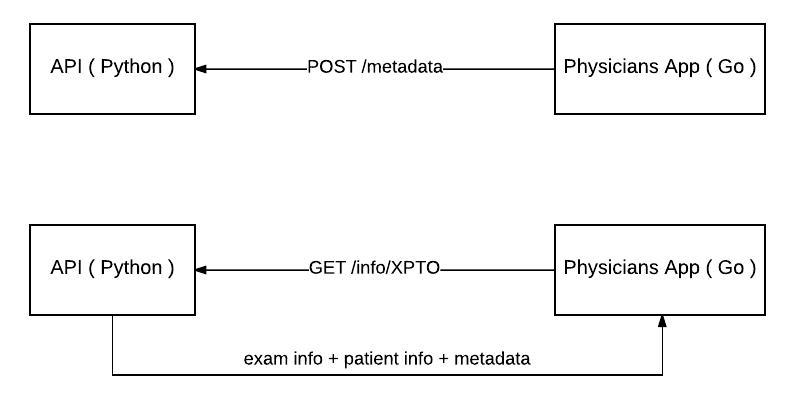 API ( Python )
POST /metadata
Physicians App ( Go )
API ( Python )
GET /info/XPTO
Physicians App ( Go )
exam info + patient info + metadata